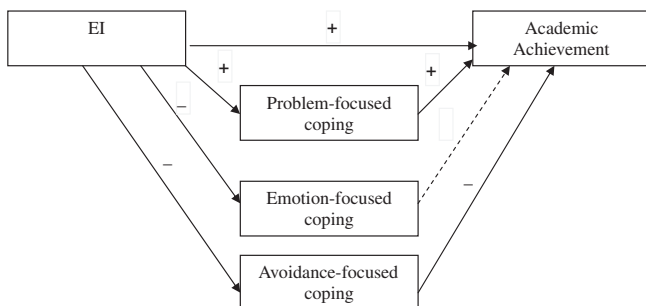 EI
+
Academic
Achievement
+
+
Problem-focused
coping
–
–
Emotion-focused
coping
–
Avoidance-focused
coping